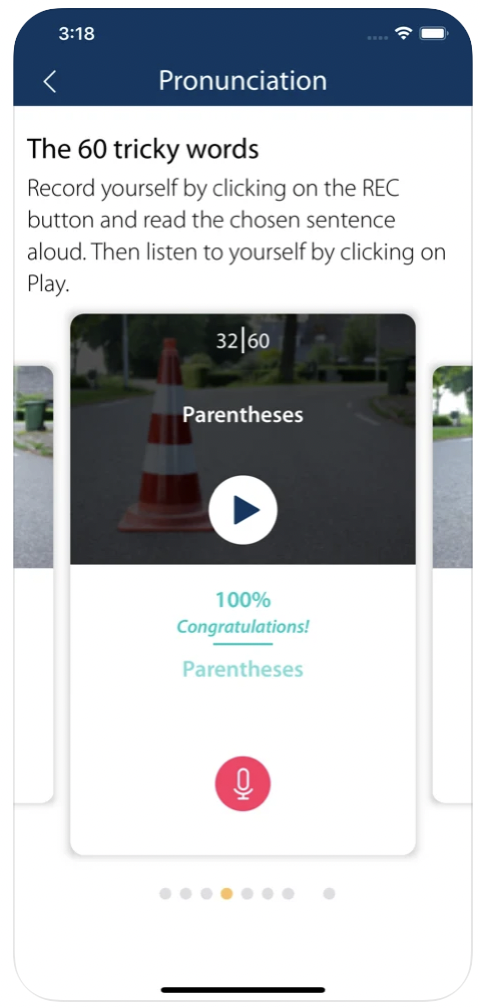 3:18
Pronunciation
The 60 tricky words
Record yourself by clicking on the REC
button and read the chosen sentence
aloud. Then listen to yourself by clicking on
Play.
32|60
Parentheses
100%
Congratulations!
Parentheses